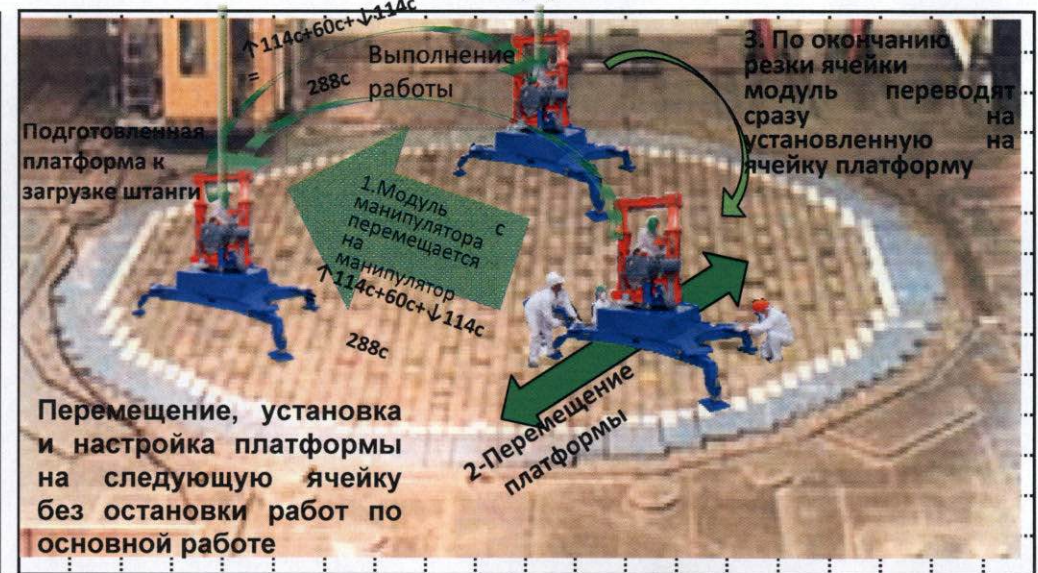 ↑114с+60с+↓114с
=
288с
Выполнение
работы
3. По окончанию
резки ячейки
модуль переводят
сразу на
установленную на
ячейку платформу
Подготовленная
платформа к
загрузке штанги
1.Модуль
манипулятора с
перемещается
на
манипулятор
↑114с+60с+↓114с
288с
2-Перемещение
платформы
Перемещение, установка
и настройка платформы
на следующую ячейку
без остановки работ по
основной работе